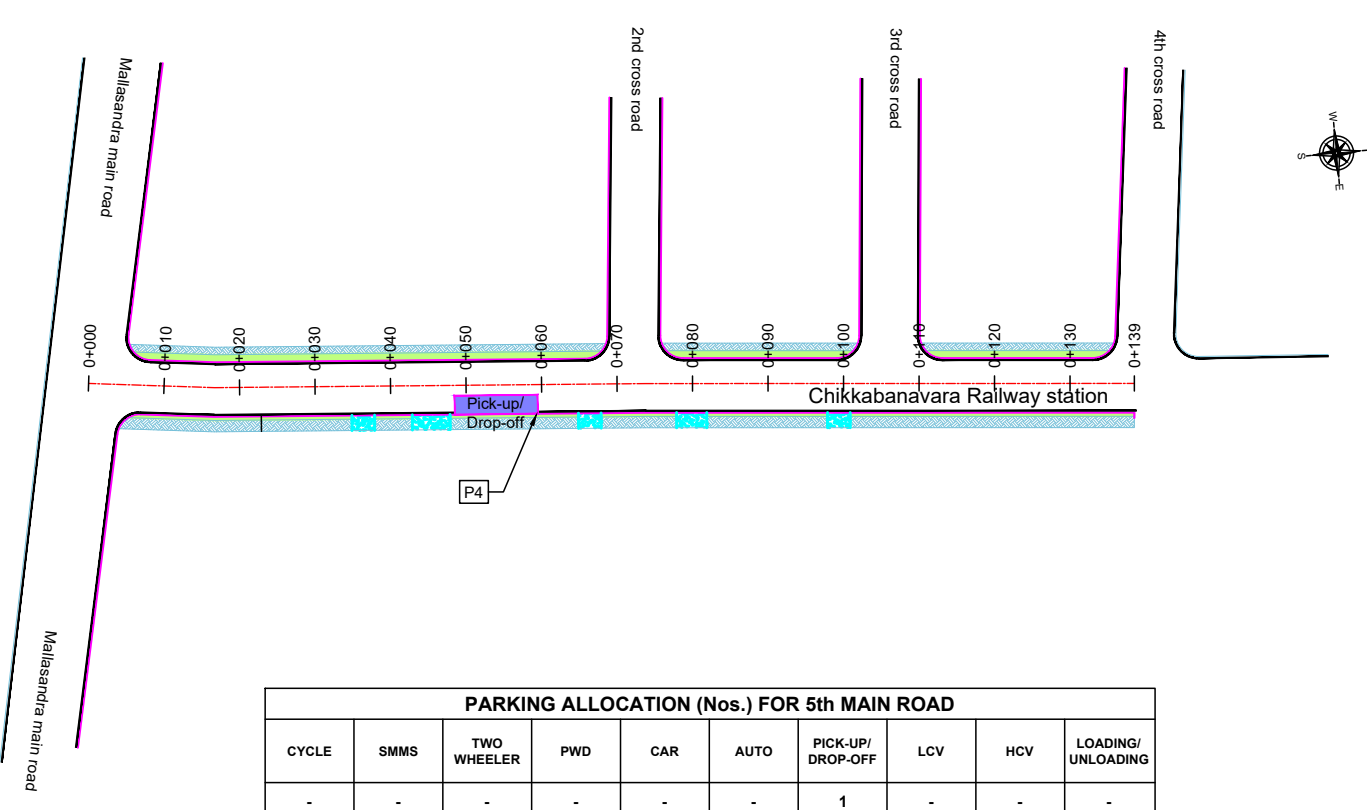 2nd cross road
3rd cross road
4th cross road
Mallasandra main road
W
S
E
0+000
0+010
0+020
0+030
0+040
0+050
0+060
0+070
0+080
0+090
0+100
0+110
0+120
0+130
0+139
Chikkabanavara Railway station
Pick-up/
Drop-off
P4
Mallasandra main road
PARKING ALLOCATION (Nos.) FOR 5th MAIN ROAD
CYCLE SMMS TWO WHEELER PWD CAR AUTO PICK-UP/ DROP-OFF LCV HCV LOADING/ UNLOADING
- - - - - - 1 - - -